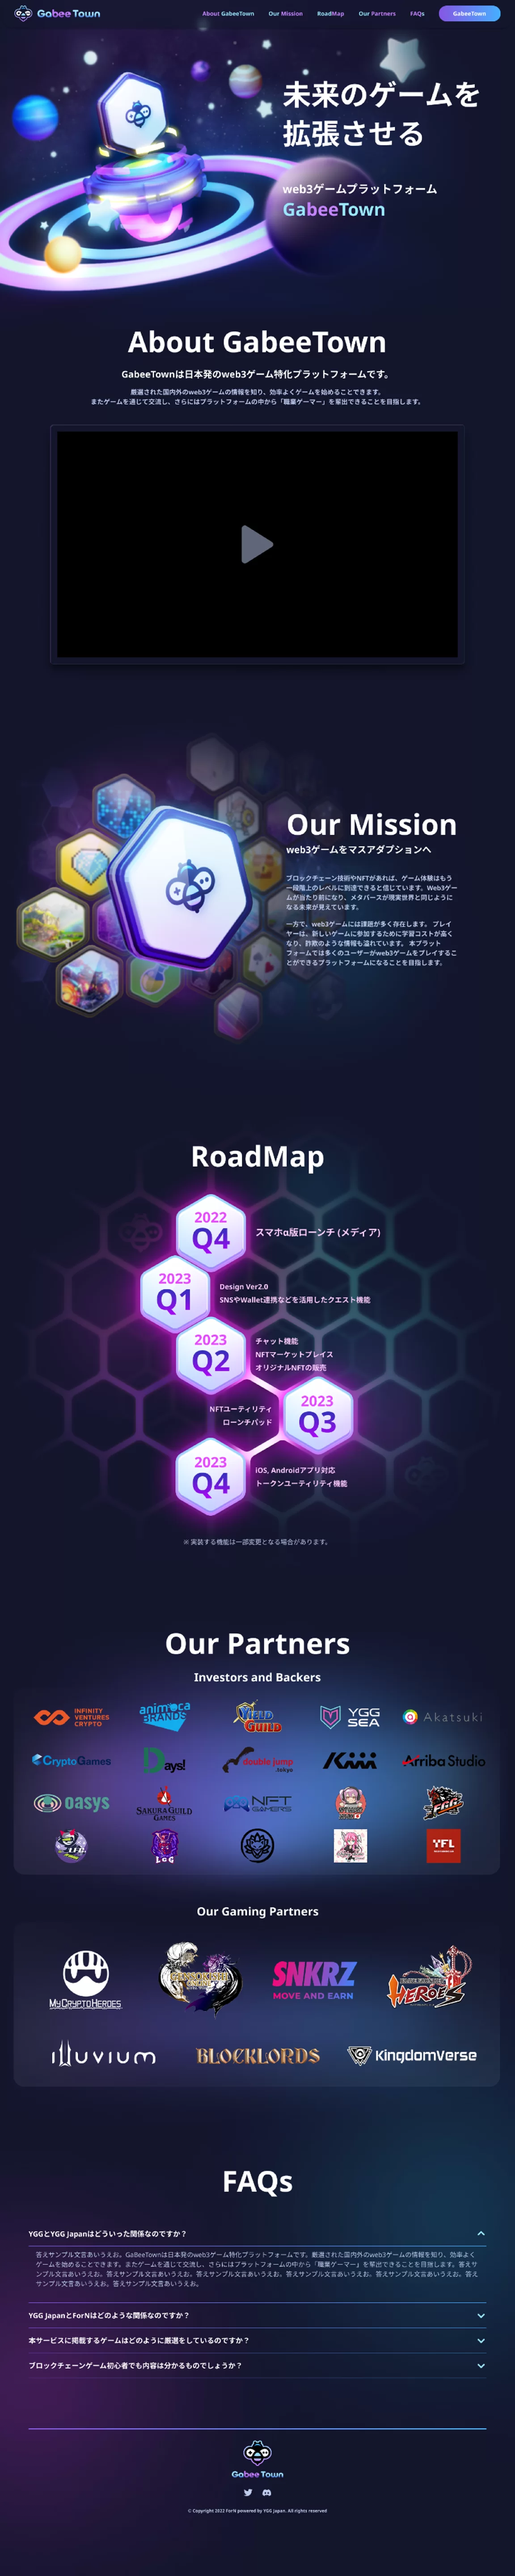 Gabee Town
About GabeeTown
Our Mission
RoadMap
Our Partners
FAQs
GabeeTown
未来のゲームを
拡張させる
web3ゲームプラットフォーム
GabeeTown
About GabeeTown
GabeeTownは日本発のweb3ゲーム特化プラットフォームです。
厳選された国内外のweb3ゲームの情報を知り、効率よくゲームを始めることできます。
またゲームを通じて交流し、さらにはプラットフォームの中から「職業ゲーマー」を輩出できることを目指します。
Our Mission
web3ゲームをマスアダプションへ
ブロックチェーン技術やNFTがあれば、ゲーム体験はもう
一段階上のレベルに到達できると信じています。Web3ゲー
ムが当たり前になり、メタバースが現実世界と同じように
なる未来が見えています。
一方で、web3ゲームには課題が多く存在します。 プレイ
ヤーは、新しいゲームに参加するために学習コストが高く
なり、詐欺のような情報も溢れています。 本プラット
フォームでは多くのユーザーがweb3ゲームをプレイするこ
とができるプラットフォームになることを目指します。
RoadMap
2022
Q4
スマホα版ローンチ (メディア)
2023
Q1
Design Ver2.0
SNSやWallet連携などを活用したクエスト機能
2023
Q2
チャット機能
NFTマーケットプレイス
オリジナルNFTの販売
2023
Q3
NFTユーティリティ
ローンチパッド
2023
Q4
iOS, Androidアプリ対応
トークンユーティリティ機能
※ 実装する機能は一部変更となる場合があります。
Our Partners
Investors and Backers
INFINITY
VENTURES
CRYPTO
animoca
BRANDS
YIELD
GUILD
YGG
SEA
Akatsuki
CryptoGames
Days!
double jump
.tokyo
Arriba Studio
oasys
SAKURA GUILD
GAMES
NFT
GAMERS
LGG
YFL
Our Gaming Partners
MyCryptoHeroes
SNKRZ
MOVE AND EARN
HEROES
ILLUVIUM
BLOCKLORDS
KingdomVerse
FAQs
YGGとYGG Japanはどういった関係なのですか？
答えサンプル文言あいうえお。GaBeeTownは日本発のweb3ゲーム特化プラットフォームです。厳選された国内外のweb3ゲームの情報を知り、効率よく
ゲームを始めることできます。またゲームを通じて交流し、さらにはプラットフォームの中から「職業ゲーマー」を輩出できることを目指します。答えサ
ンプル文言あいうえお。答えサンプル文言あいうえお。答えサンプル文言あいうえお。答えサンプル文言あいうえお。答えサンプル文言あいうえお。答え
サンプル文言あいうえお。答えサンプル文言あいうえお。
YGG JapanとForNはどのような関係なのですか？
本サービスに掲載するゲームはどのように厳選をしているのですか？
ブロックチェーンゲーム初心者でも内容は分かるものでしょうか？
Gabee Town
© Copyright 2022 ForN powered by YGG Japan. All rights reserved